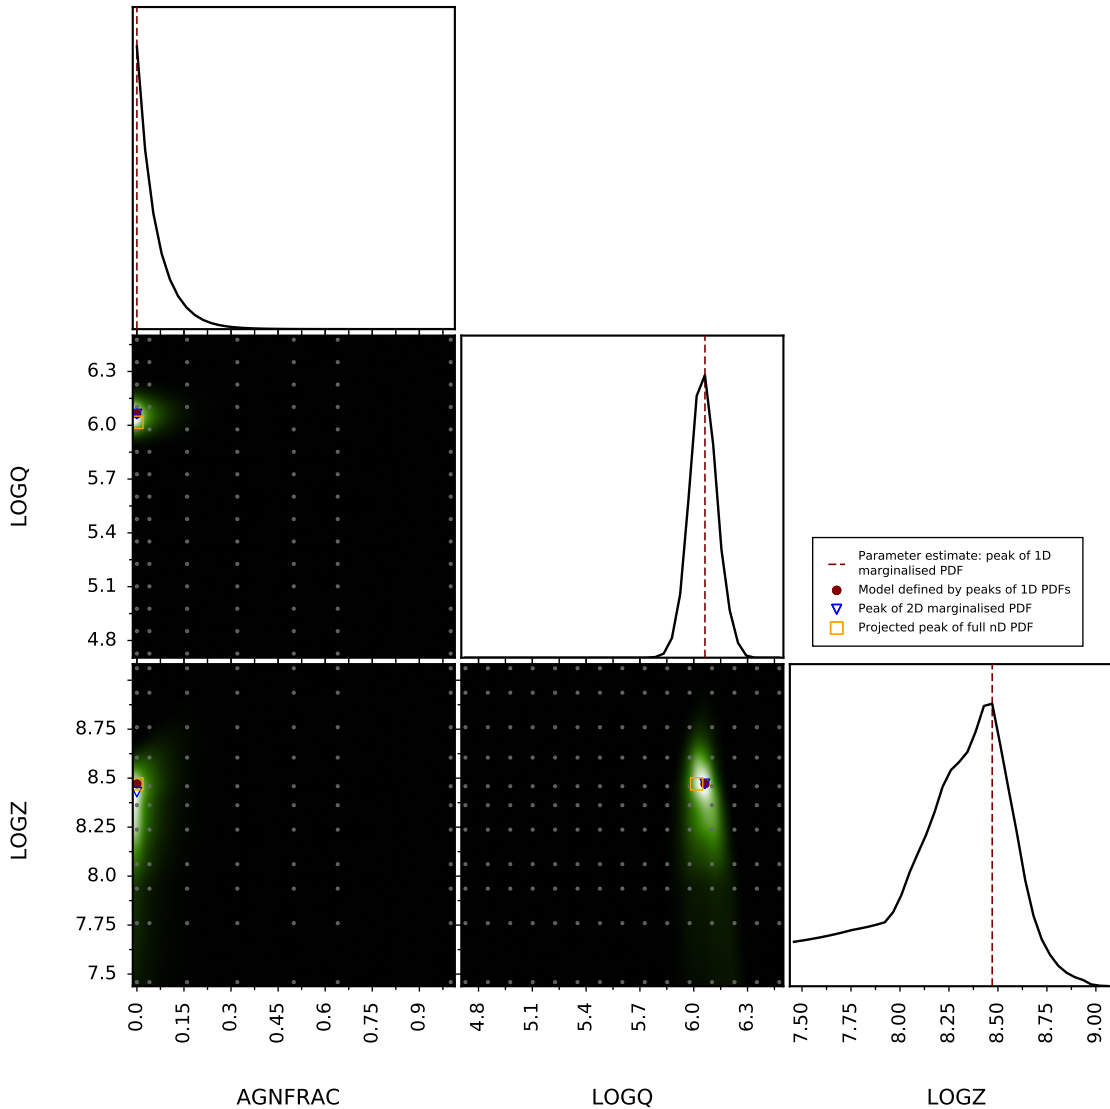 6.3
6.0
5.7
5.4
5.1
4.8
LOGQ
Parameter estimate: peak of 1D
marginalised PDF
Model defined by peaks of 1D PDFs
Peak of 2D marginalised PDF
Projected peak of full nD PDF
8.75
8.5
8.25
8.0
7.75
7.5
LOGZ
0.0 0.15 0.3 0.45 0.6 0.75 0.9
4.8 5.1 5.4 5.7 6.0 6.3
7.50 7.75 8.00 8.25 8.50 8.75 9.00
AGNFRAC LOGQ LOGZ